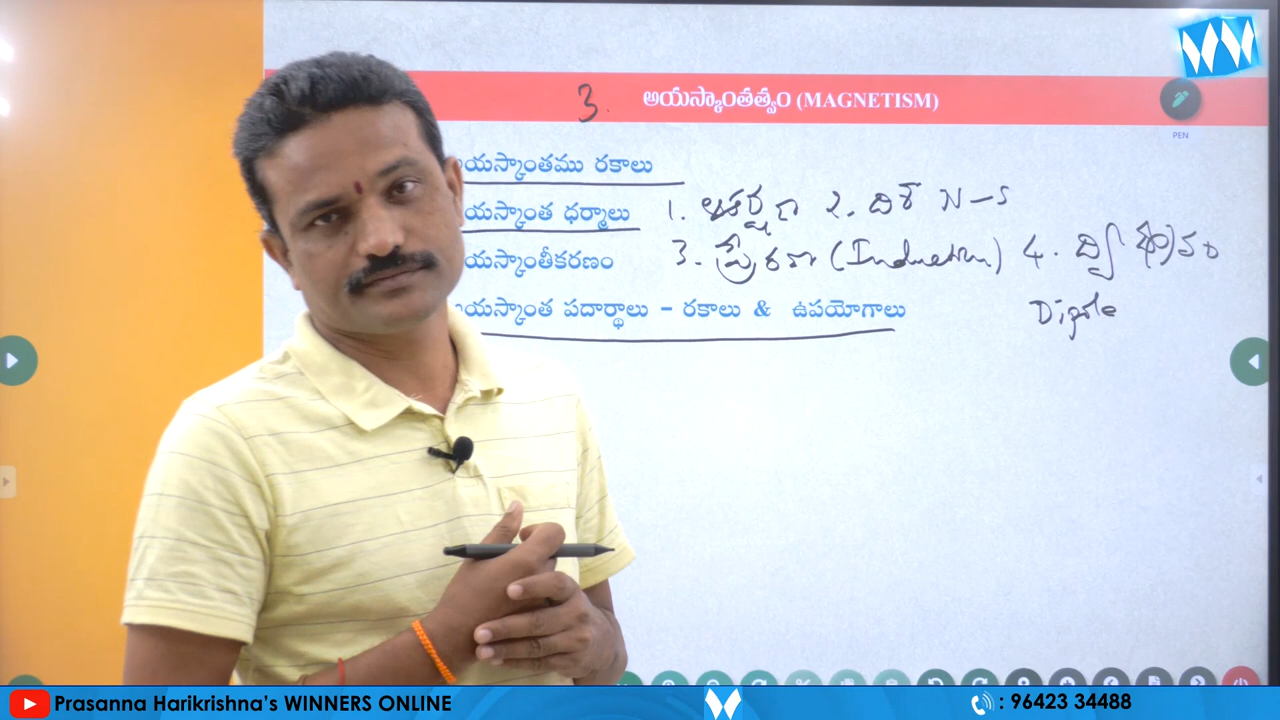 3. అయస్కాంతత్వం (MAGNETISM)
PEN
యస్కాంతము రకాలు
యస్కాంత ధర్మాలు 1. ఆకర్షణ 2. దిశ N-S
యస్కాంతీకరణం 3. ప్రేరణ (Induction) 4. ద్విధ్రువం
యస్కాంత పదార్థాలు - రకాలు & ఉపయోగాలు Dipole
Prasanna Harikrishna's WINNERS ONLINE : 96423 34488